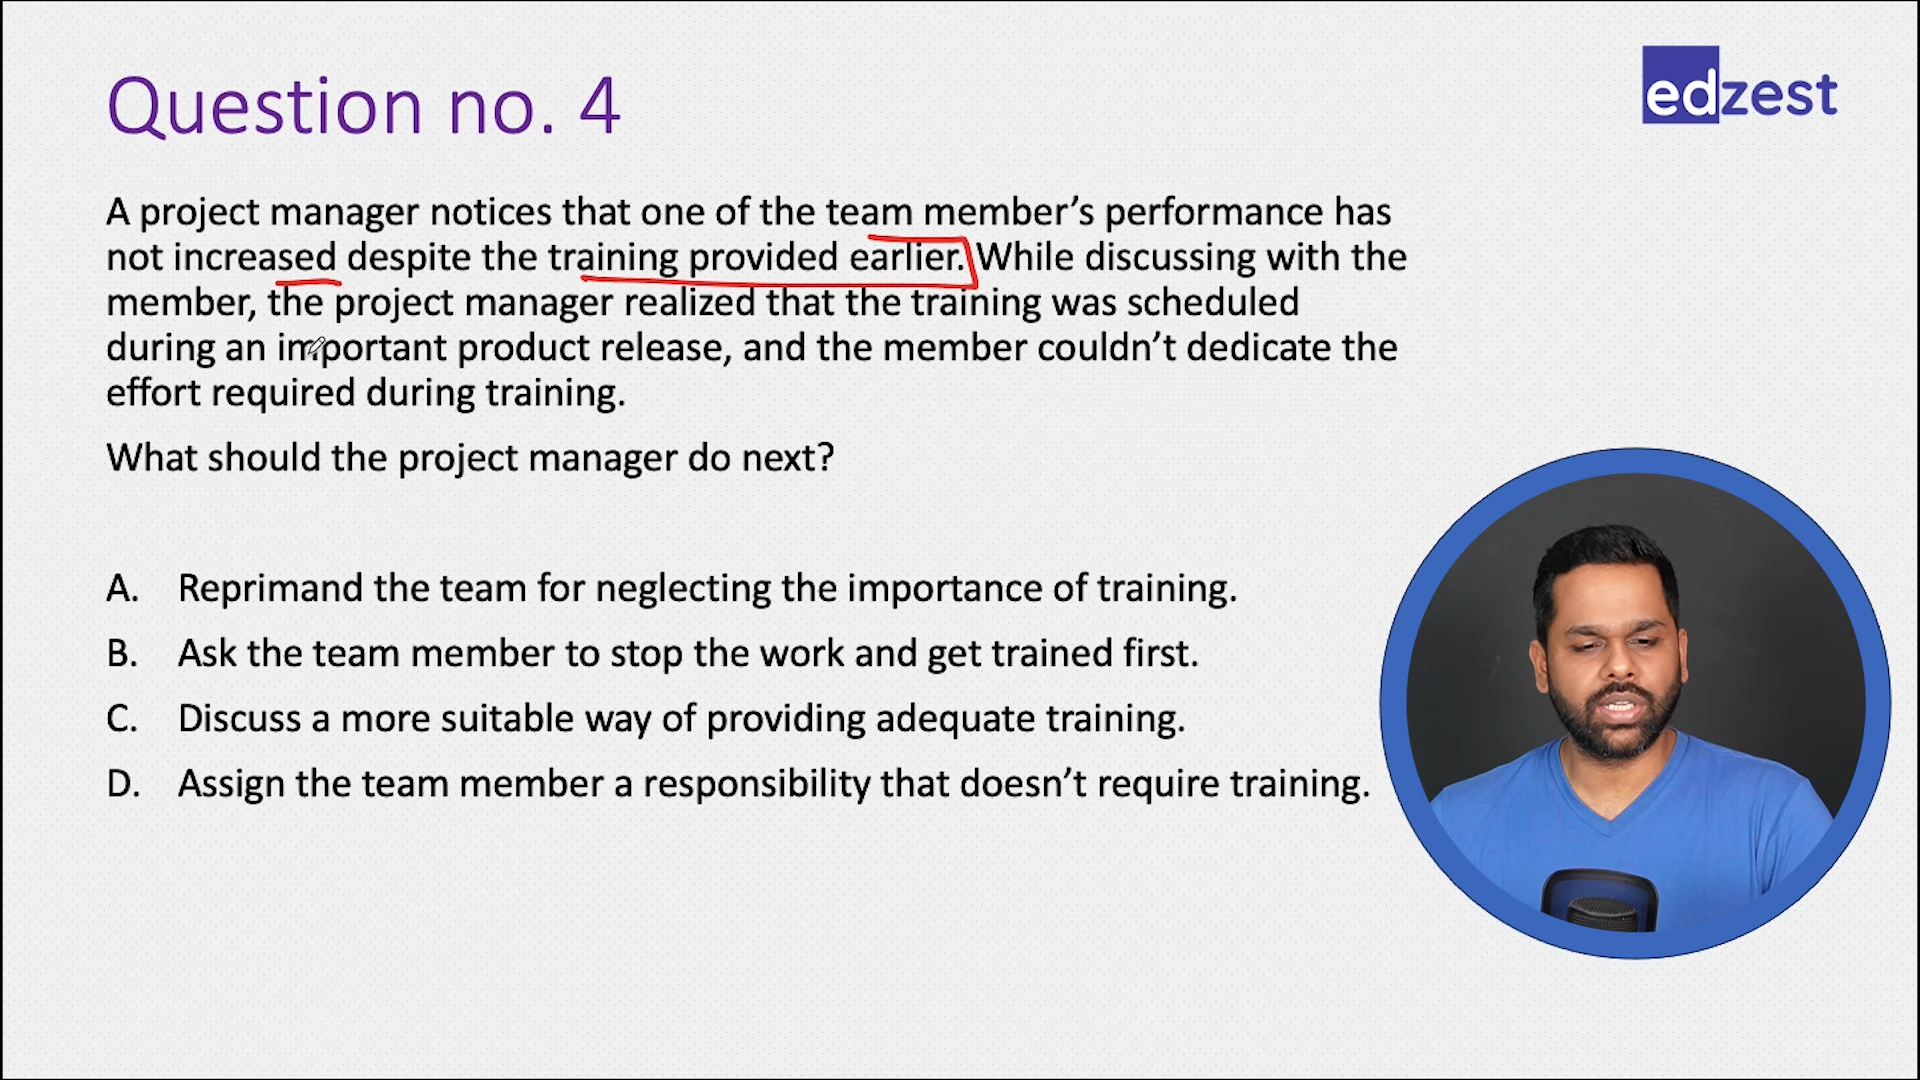 Question no. 4
edzest
A project manager notices that one of the team member’s performance has
not increased despite the training provided earlier. While discussing with the
member, the project manager realized that the training was scheduled
during an important product release, and the member couldn’t dedicate the
effort required during training.
What should the project manager do next?
A. Reprimand the team for neglecting the importance of training.
B. Ask the team member to stop the work and get trained first.
C. Discuss a more suitable way of providing adequate training.
D. Assign the team member a responsibility that doesn’t require training.